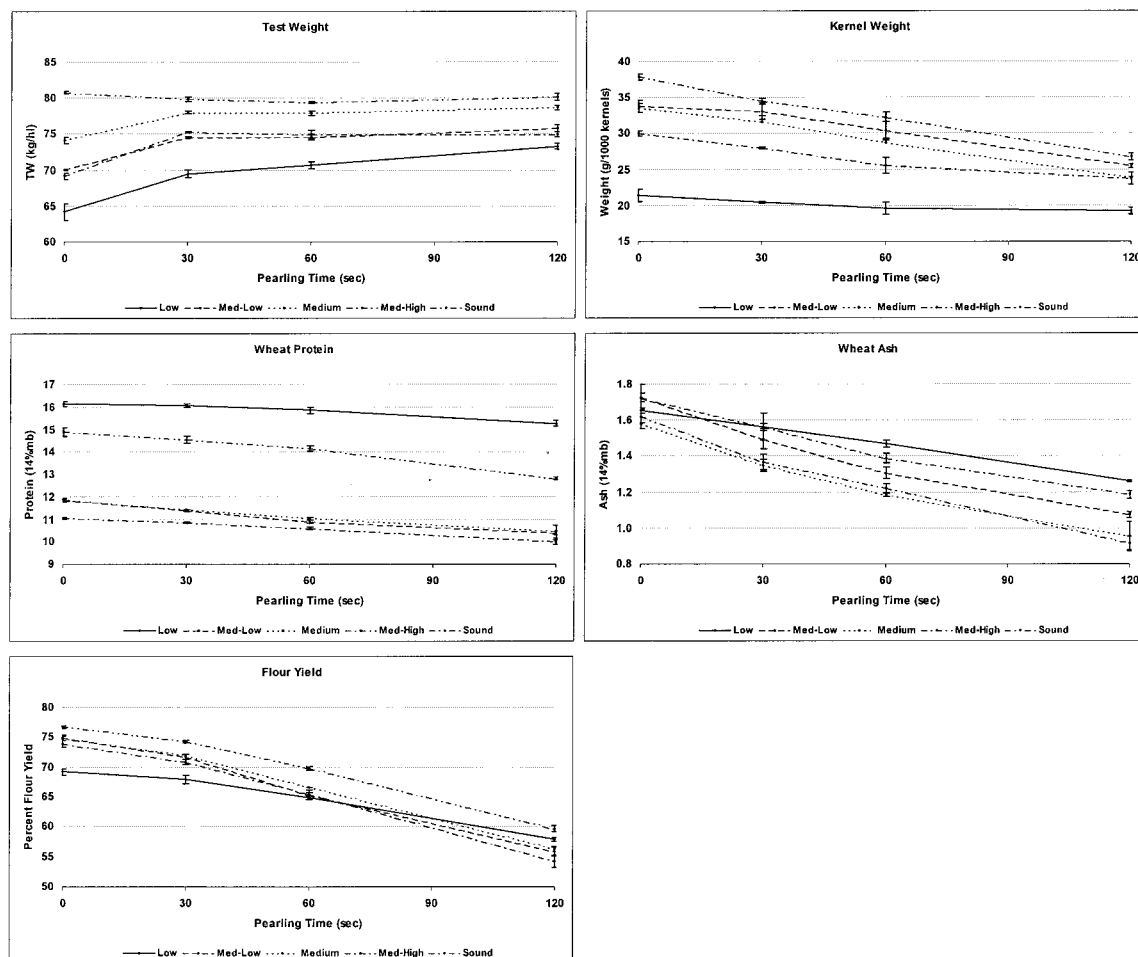 Test Weight
TW (kg/hl)
85
80
75
70
65
60
0 30 60 90 120
Pearling Time (sec)
Low Med-Low Medium Med-High Sound
Kernel Weight
Weight (g/1000 kernels)
40
35
30
25
20
15
0 30 60 90 120
Pearling Time (sec)
Low Med-Low Medium Med-High Sound
Wheat Protein
Protein (14%mb)
17
16
15
14
13
12
11
10
9
0 30 60 90 120
Pearling Time (sec)
Low Med-Low Medium Med-High Sound
Wheat Ash
Ash (14%mb)
1.8
1.6
1.4
1.2
1.0
0.8
0 30 60 90 120
Pearling Time (sec)
Low Med-Low Medium Med-High Sound
Flour Yield
Percent Flour Yield
80
75
70
65
60
55
50
0 30 60 90 120
Pearling Time (sec)
Low Med-Low Medium Med-High Sound